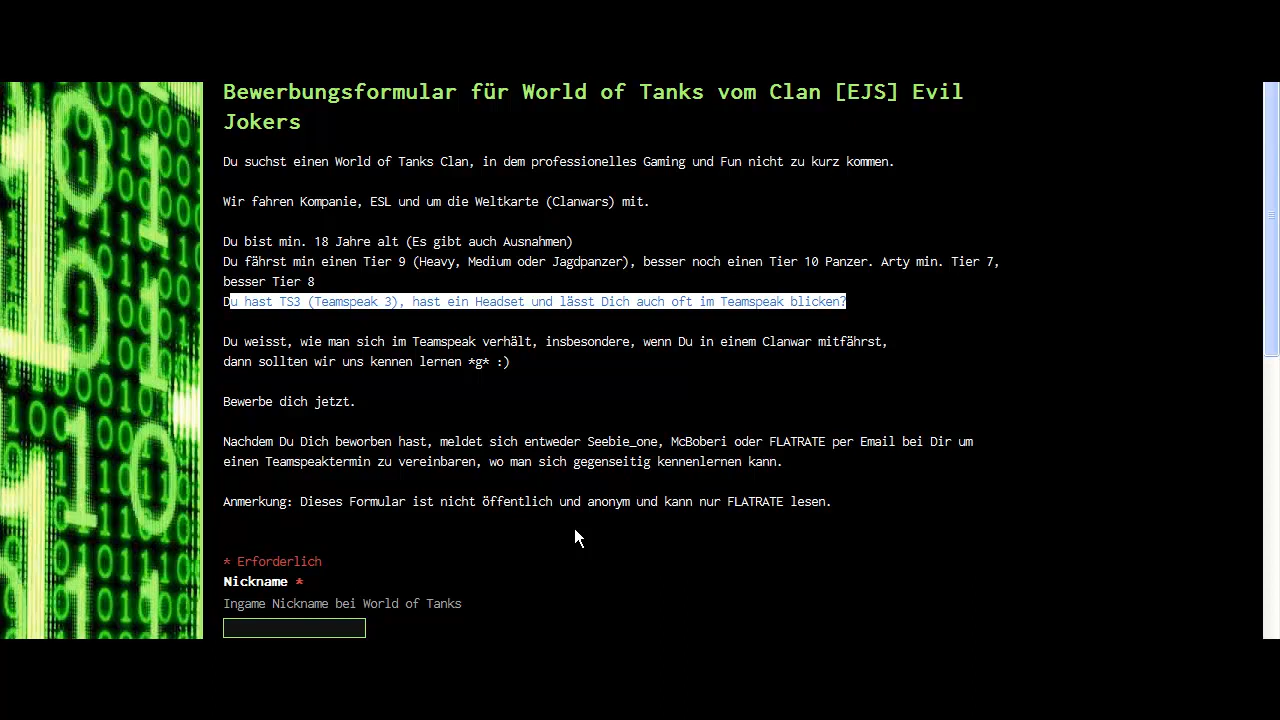 Bewerbungsformular für World of Tanks vom Clan [EJS] Evil
Jokers
Du suchst einen World of Tanks Clan, in dem professionelles Gaming und Fun nicht zu kurz kommen.
Wir fahren Kompanie, ESL und um die Weltkarte (Clanwars) mit.
Du bist min. 18 Jahre alt (Es gibt auch Ausnahmen)
Du fährst min einen Tier 9 (Heavy, Medium oder Jagdpanzer), besser noch einen Tier 10 Panzer. Arty min. Tier 7,
besser Tier 8
Du hast TS3 (Teamspeak 3), hast ein Headset und lässt Dich auch oft im Teamspeak blicken?
Du weisst, wie man sich im Teamspeak verhält, insbesondere, wenn Du in einem Clanwar mitfährst,
dann sollten wir uns kennen lernen *g* :)
Bewerbe dich jetzt.
Nachdem Du Dich beworben hast, meldet sich entweder Seebie_one, McBoberi oder FLATRATE per Email bei Dir um
einen Teamspeaktermin zu vereinbaren, wo man sich gegenseitig kennenlernen kann.
Anmerkung: Dieses Formular ist nicht öffentlich und anonym und kann nur FLATRATE lesen.
* Erforderlich
Nickname *
Ingame Nickname bei World of Tanks